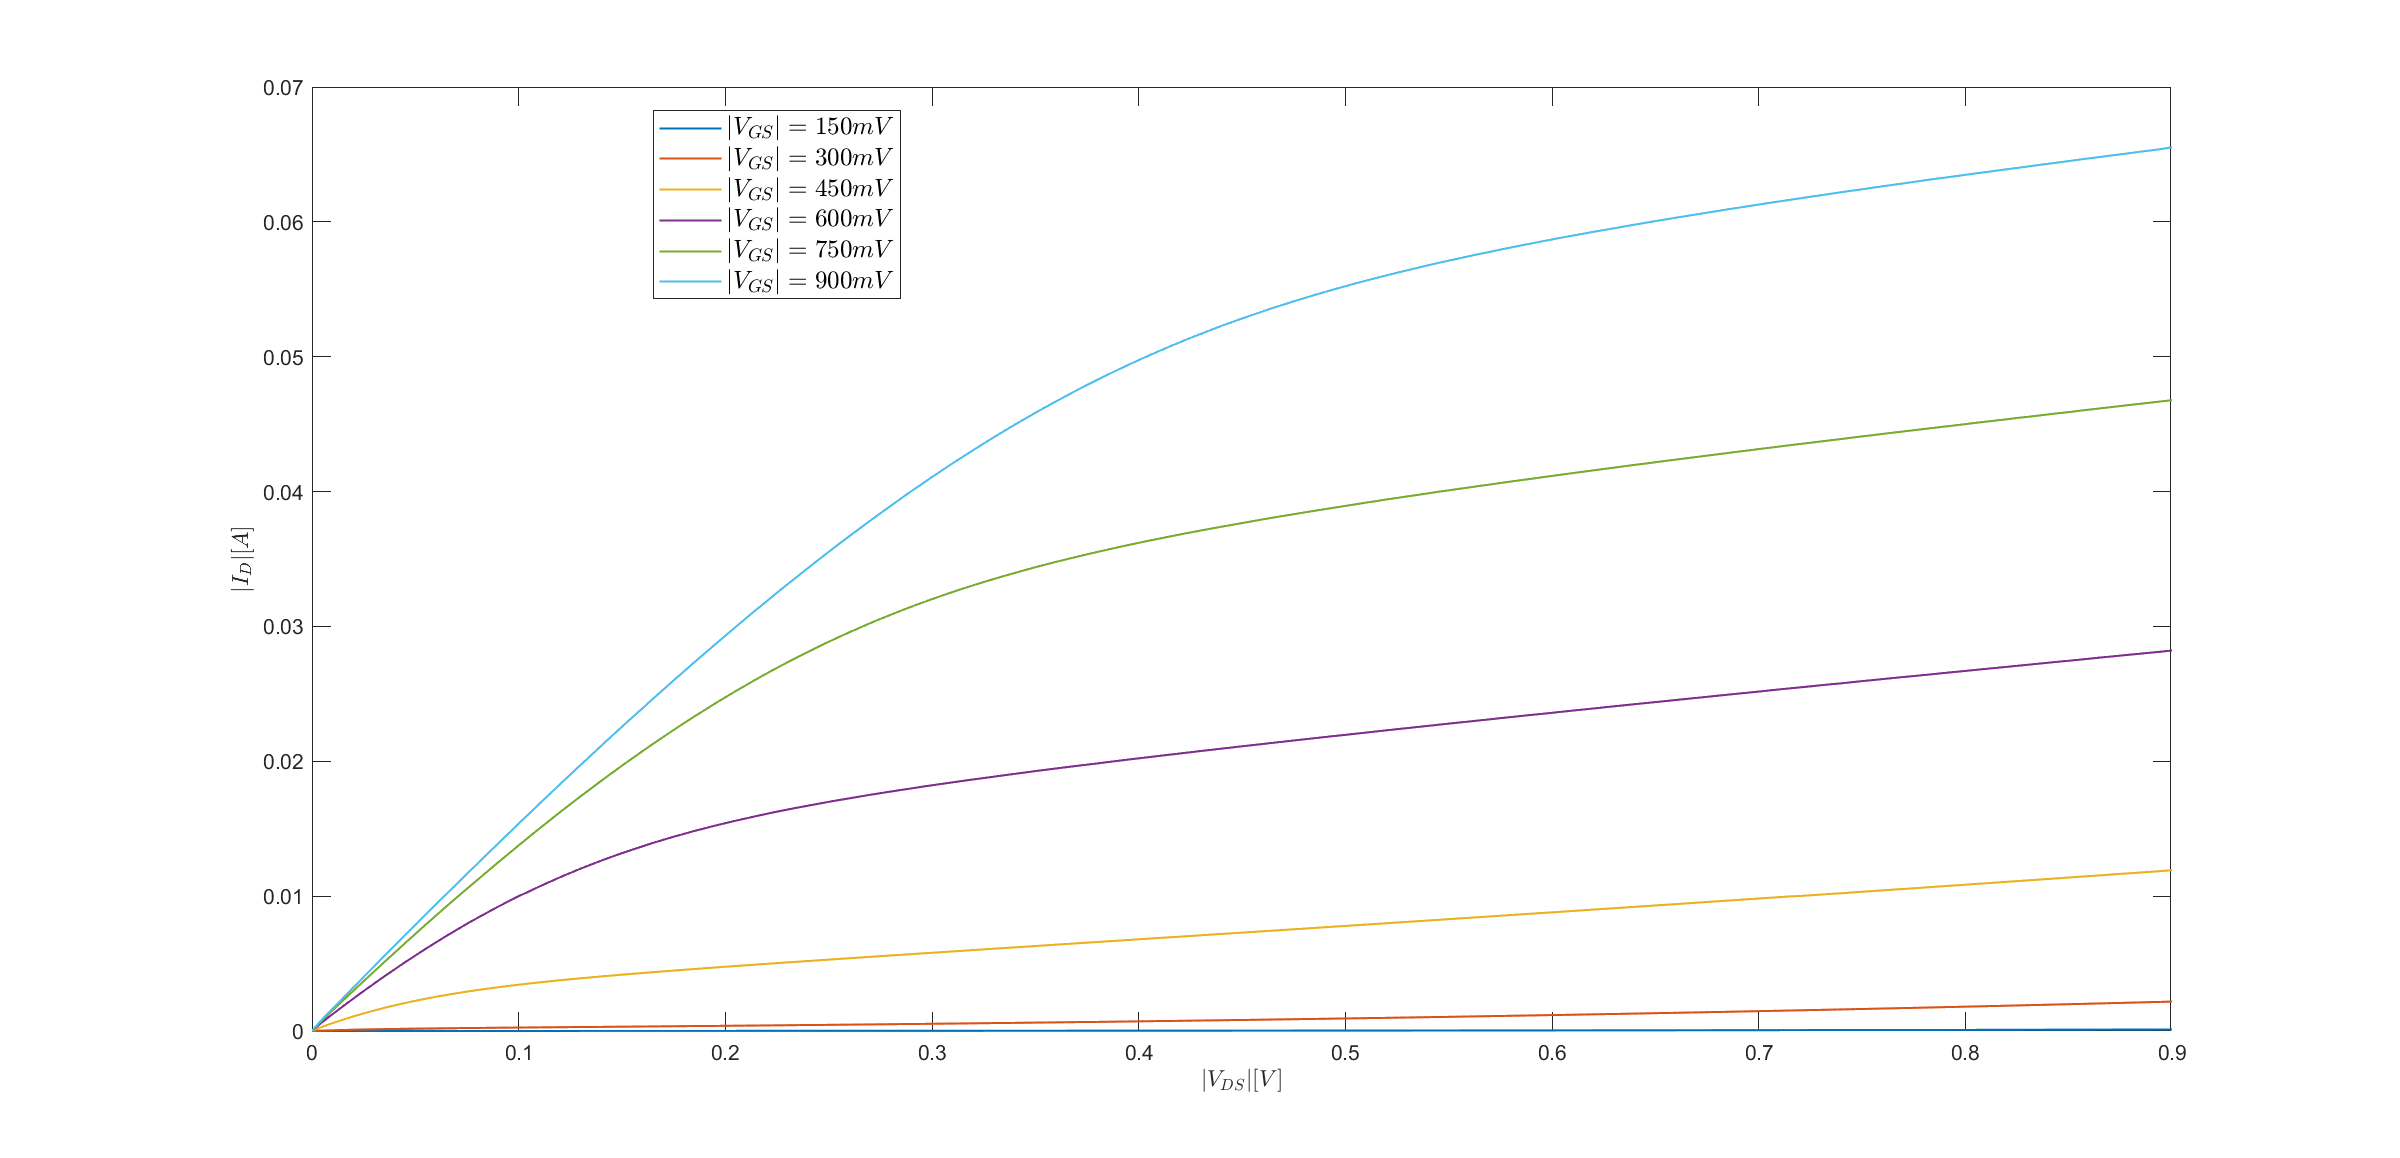 0.07
|V_GS| = 150mV
|V_GS| = 300mV
|V_GS| = 450mV
|V_GS| = 600mV
|V_GS| = 750mV
|V_GS| = 900mV
0.06
0.05
0.04
|I_D|[A]
0.03
0.02
0.01
0
0 0.1 0.2 0.3 0.4 0.5 0.6 0.7 0.8 0.9
|V_DS|[V]